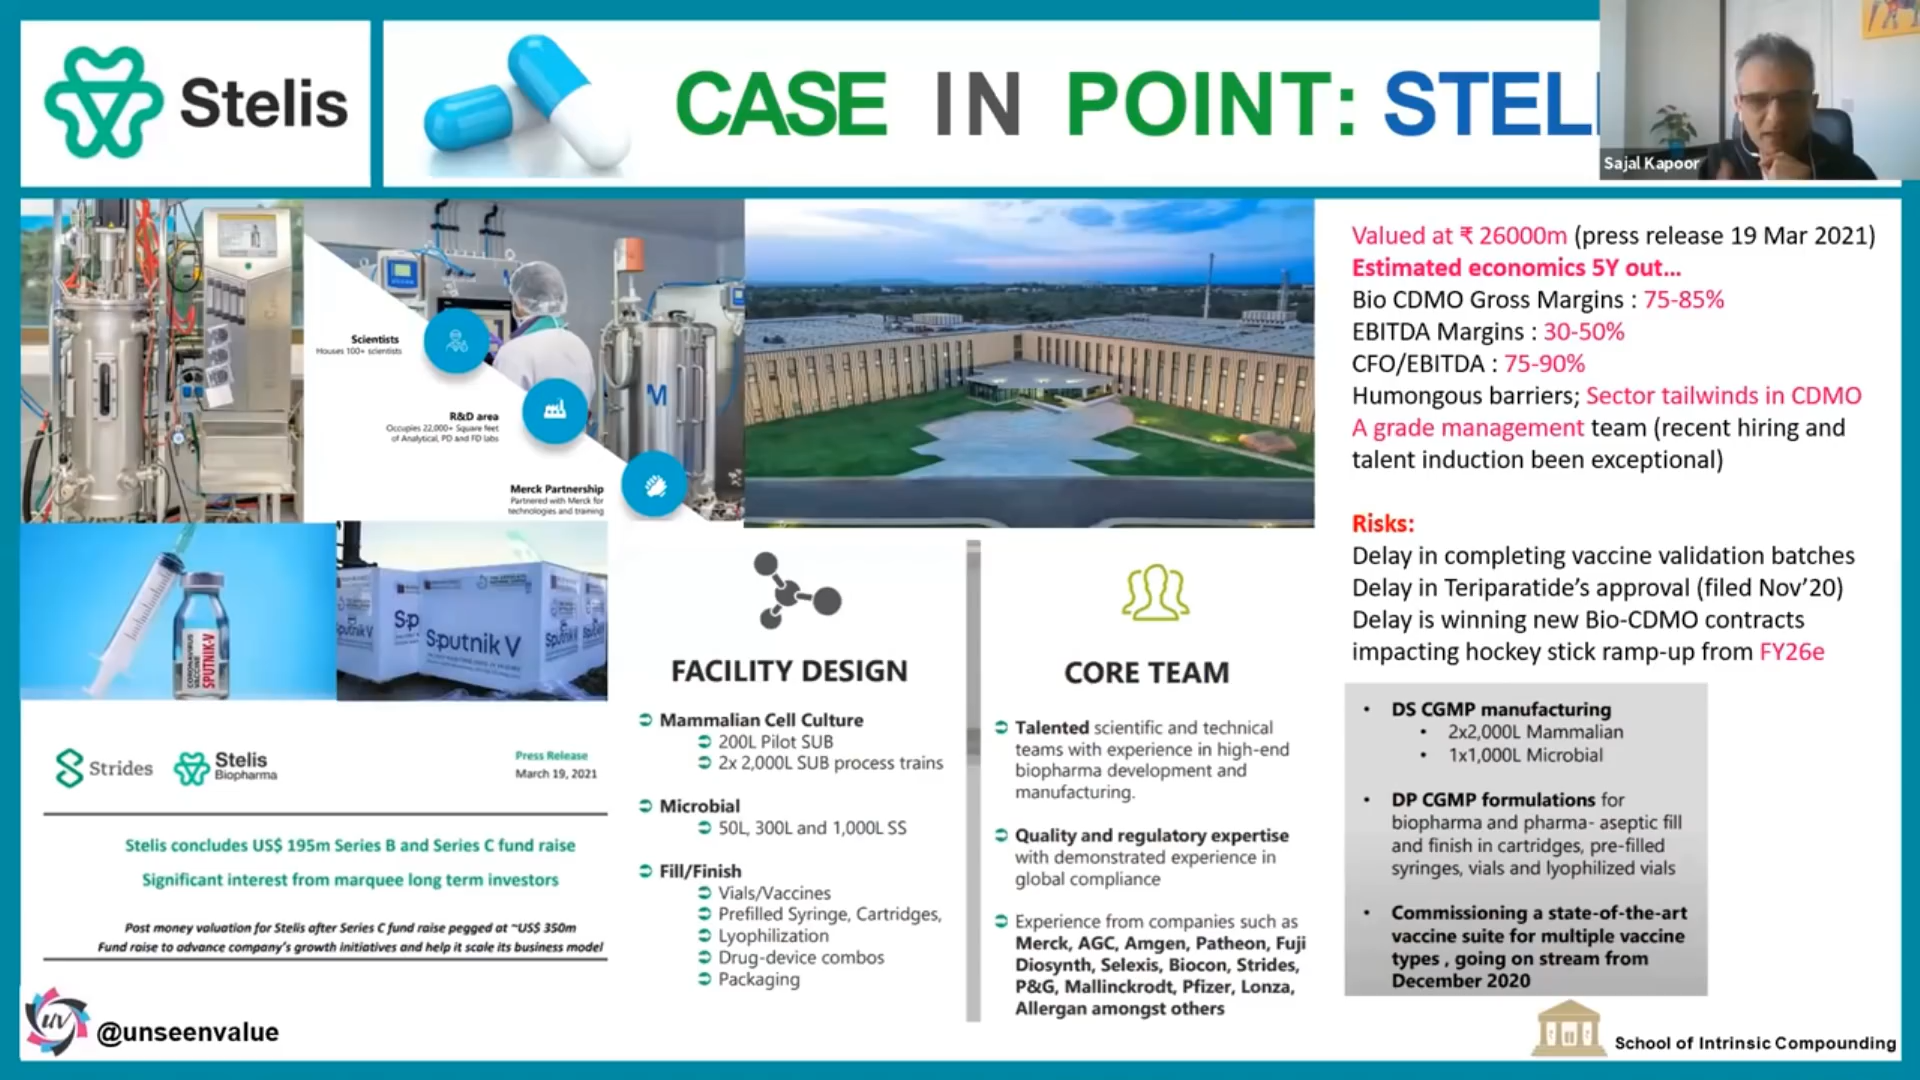 Stelis
CASE IN POINT: STELI
Sajal Kapoor
Scientists
Houses 100+ scientists
R&D area
Occupies 22,000+ Square feet
of Analytical, PD and FD labs
Merck Partnership
Partnered with Merck for
technologies and training
M
CORONAVIRUS
VACCINE
SPUTNIK-V
Sputnik V
Strides
Stelis
Biopharma
Press Release
March 19, 2021
Stelis concludes US$ 195m Series B and Series C fund raise
Significant interest from marquee long term investors
Post money valuation for Stelis after Series C fund raise pegged at ~US$ 350m
Fund raise to advance company's growth initiatives and help it scale its business model
uv
@unseenvalue
FACILITY DESIGN
Mammalian Cell Culture
200L Pilot SUB
2x 2,000L SUB process trains
Microbial
50L, 300L and 1,000L SS
Fill/Finish
Vials/Vaccines
Prefilled Syringe, Cartridges,
Lyophilization
Drug-device combos
Packaging
CORE TEAM
Talented scientific and technical
teams with experience in high-end
biopharma development and
manufacturing.
Quality and regulatory expertise
with demonstrated experience in
global compliance
Experience from companies such as
Merck, AGC, Amgen, Patheon, Fuji
Diosynth, Selexis, Biocon, Strides,
P&G, Mallinckrodt, Pfizer, Lonza,
Allergan amongst others
Valued at ₹ 26000m (press release 19 Mar 2021)
Estimated economics 5Y out...
Bio CDMO Gross Margins : 75-85%
EBITDA Margins : 30-50%
CFO/EBITDA : 75-90%
Humongous barriers; Sector tailwinds in CDMO
A grade management team (recent hiring and
talent induction been exceptional)
Risks:
Delay in completing vaccine validation batches
Delay in Teriparatide's approval (filed Nov'20)
Delay is winning new Bio-CDMO contracts
impacting hockey stick ramp-up from FY26e
• DS CGMP manufacturing
• 2x2,000L Mammalian
• 1x1,000L Microbial
• DP CGMP formulations for
biopharma and pharma- aseptic fill
and finish in cartridges, pre-filled
syringes, vials and lyophilized vials
• Commissioning a state-of-the-art
vaccine suite for multiple vaccine
types , going on stream from
December 2020
School of Intrinsic Compounding